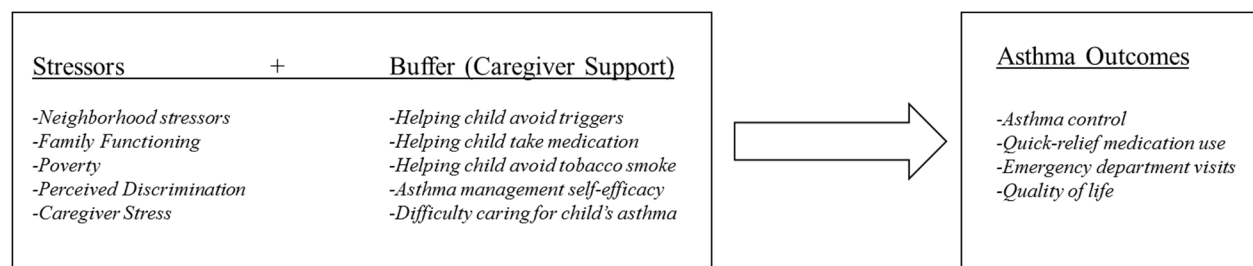 Stressors + Buffer (Caregiver Support)
-Neighborhood stressors
-Family Functioning
-Poverty
-Perceived Discrimination
-Caregiver Stress
-Helping child avoid triggers
-Helping child take medication
-Helping child avoid tobacco smoke
-Asthma management self-efficacy
-Difficulty caring for child's asthma
Asthma Outcomes
-Asthma control
-Quick-relief medication use
-Emergency department visits
-Quality of life